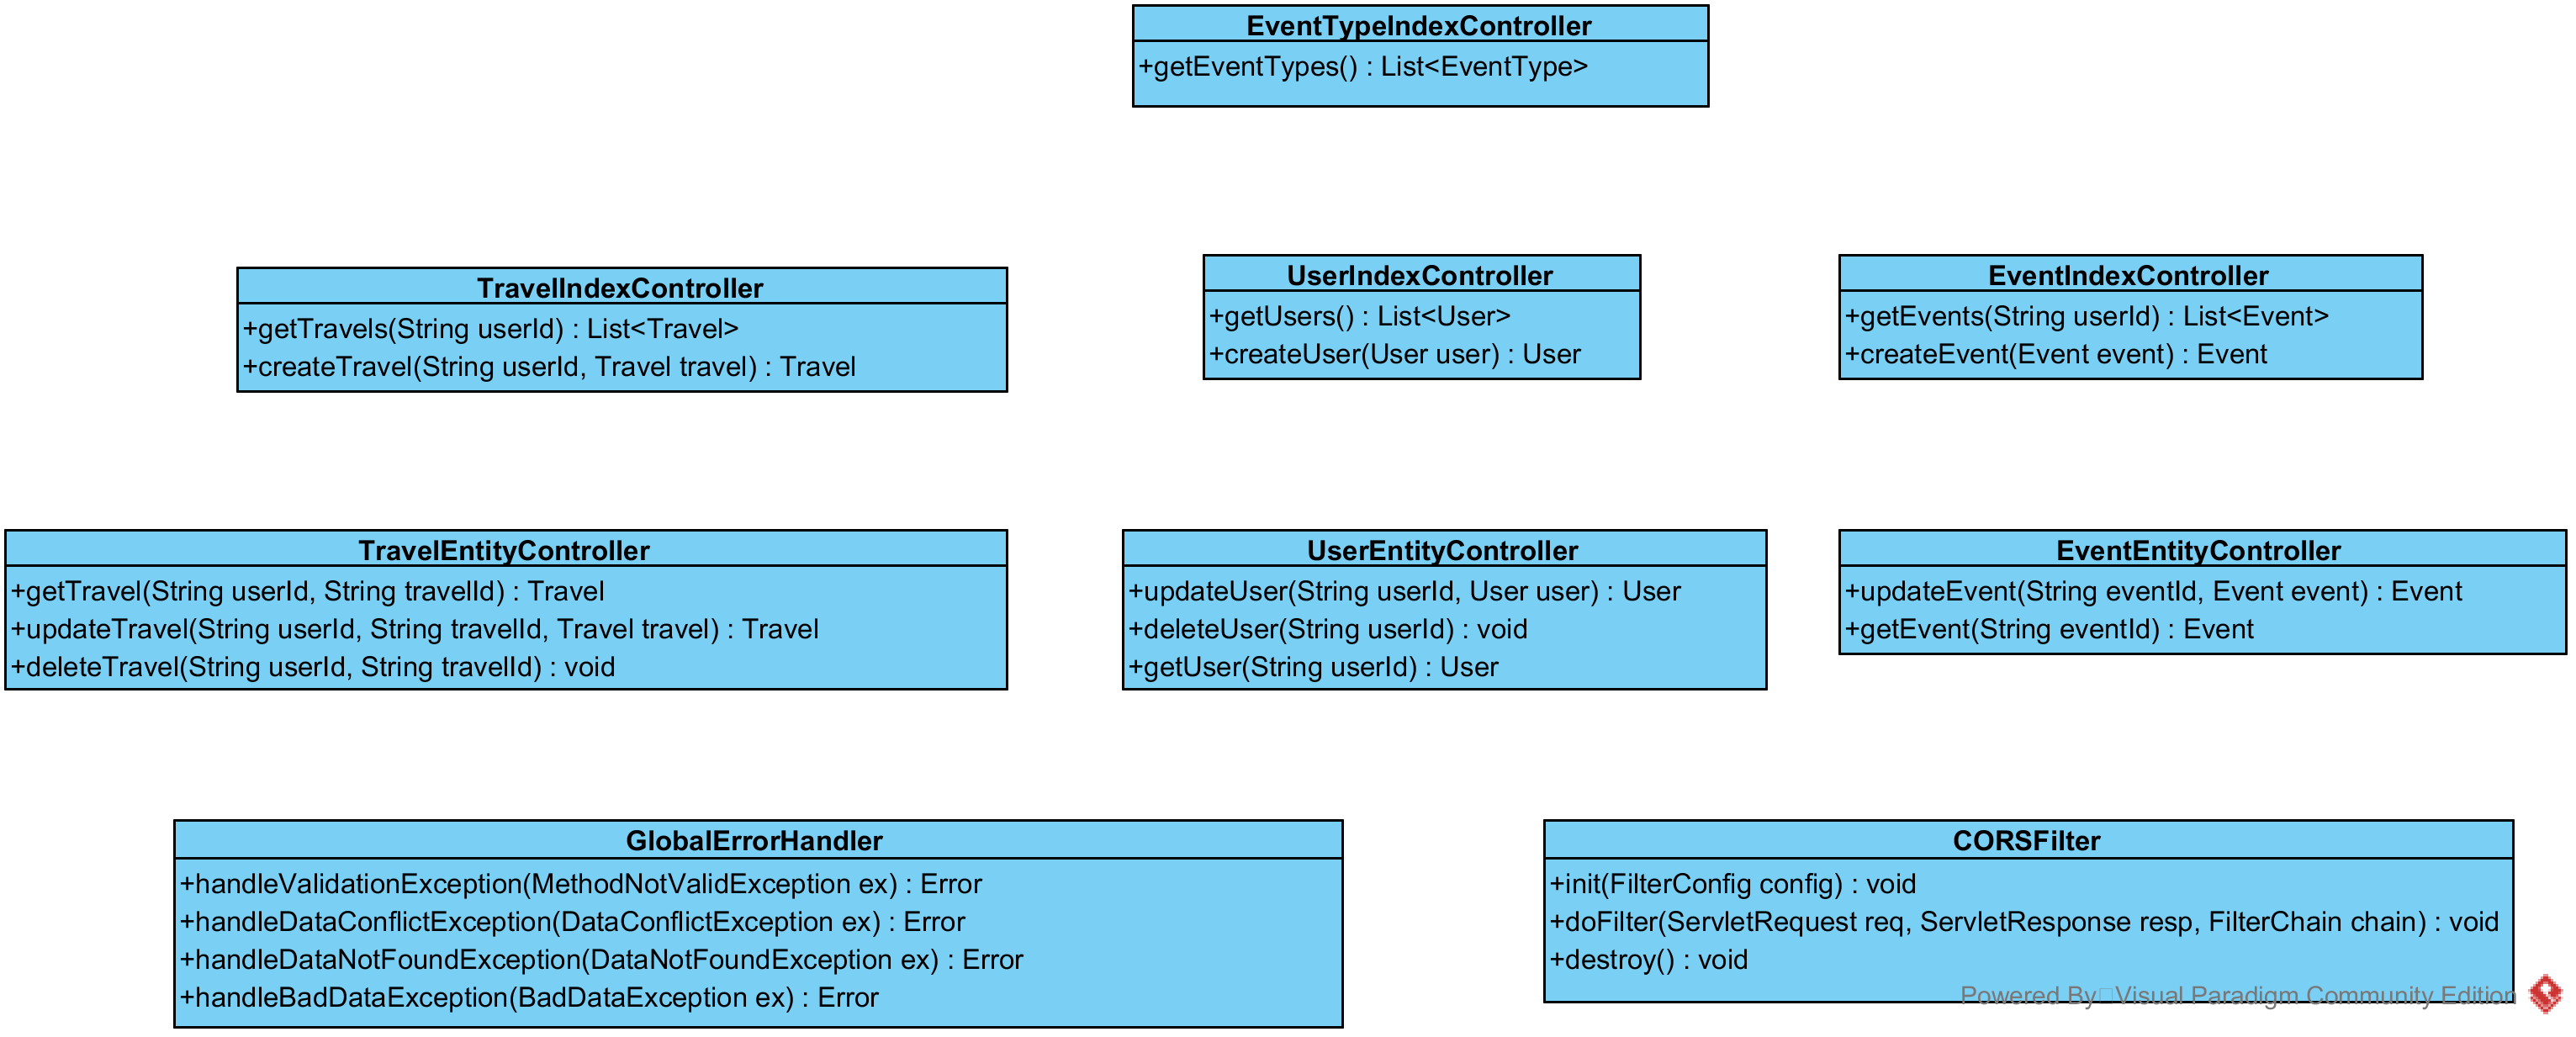 EventTypeIndexController
+getEventTypes() : List<EventType>
TravelIndexController
+getTravels(String userId) : List<Travel>
+createTravel(String userId, Travel travel) : Travel
UserIndexController
+getUsers() : List<User>
+createUser(User user) : User
EventIndexController
+getEvents(String userId) : List<Event>
+createEvent(Event event) : Event
TravelEntityController
+getTravel(String userId, String travelId) : Travel
+updateTravel(String userId, String travelId, Travel travel) : Travel
+deleteTravel(String userId, String travelId) : void
UserEntityController
+updateUser(String userId, User user) : User
+deleteUser(String userId) : void
+getUser(String userId) : User
EventEntityController
+updateEvent(String eventId, Event event) : Event
+getEvent(String eventId) : Event
GlobalErrorHandler
+handleValidationException(MethodNotValidException ex) : Error
+handleDataConflictException(DataConflictException ex) : Error
+handleDataNotFoundException(DataNotFoundException ex) : Error
+handleBadDataException(BadDataException ex) : Error
CORSFilter
+init(FilterConfig config) : void
+doFilter(ServletRequest req, ServletResponse resp, FilterChain chain) : void
+destroy() : void
Powered By Visual Paradigm Community Edition